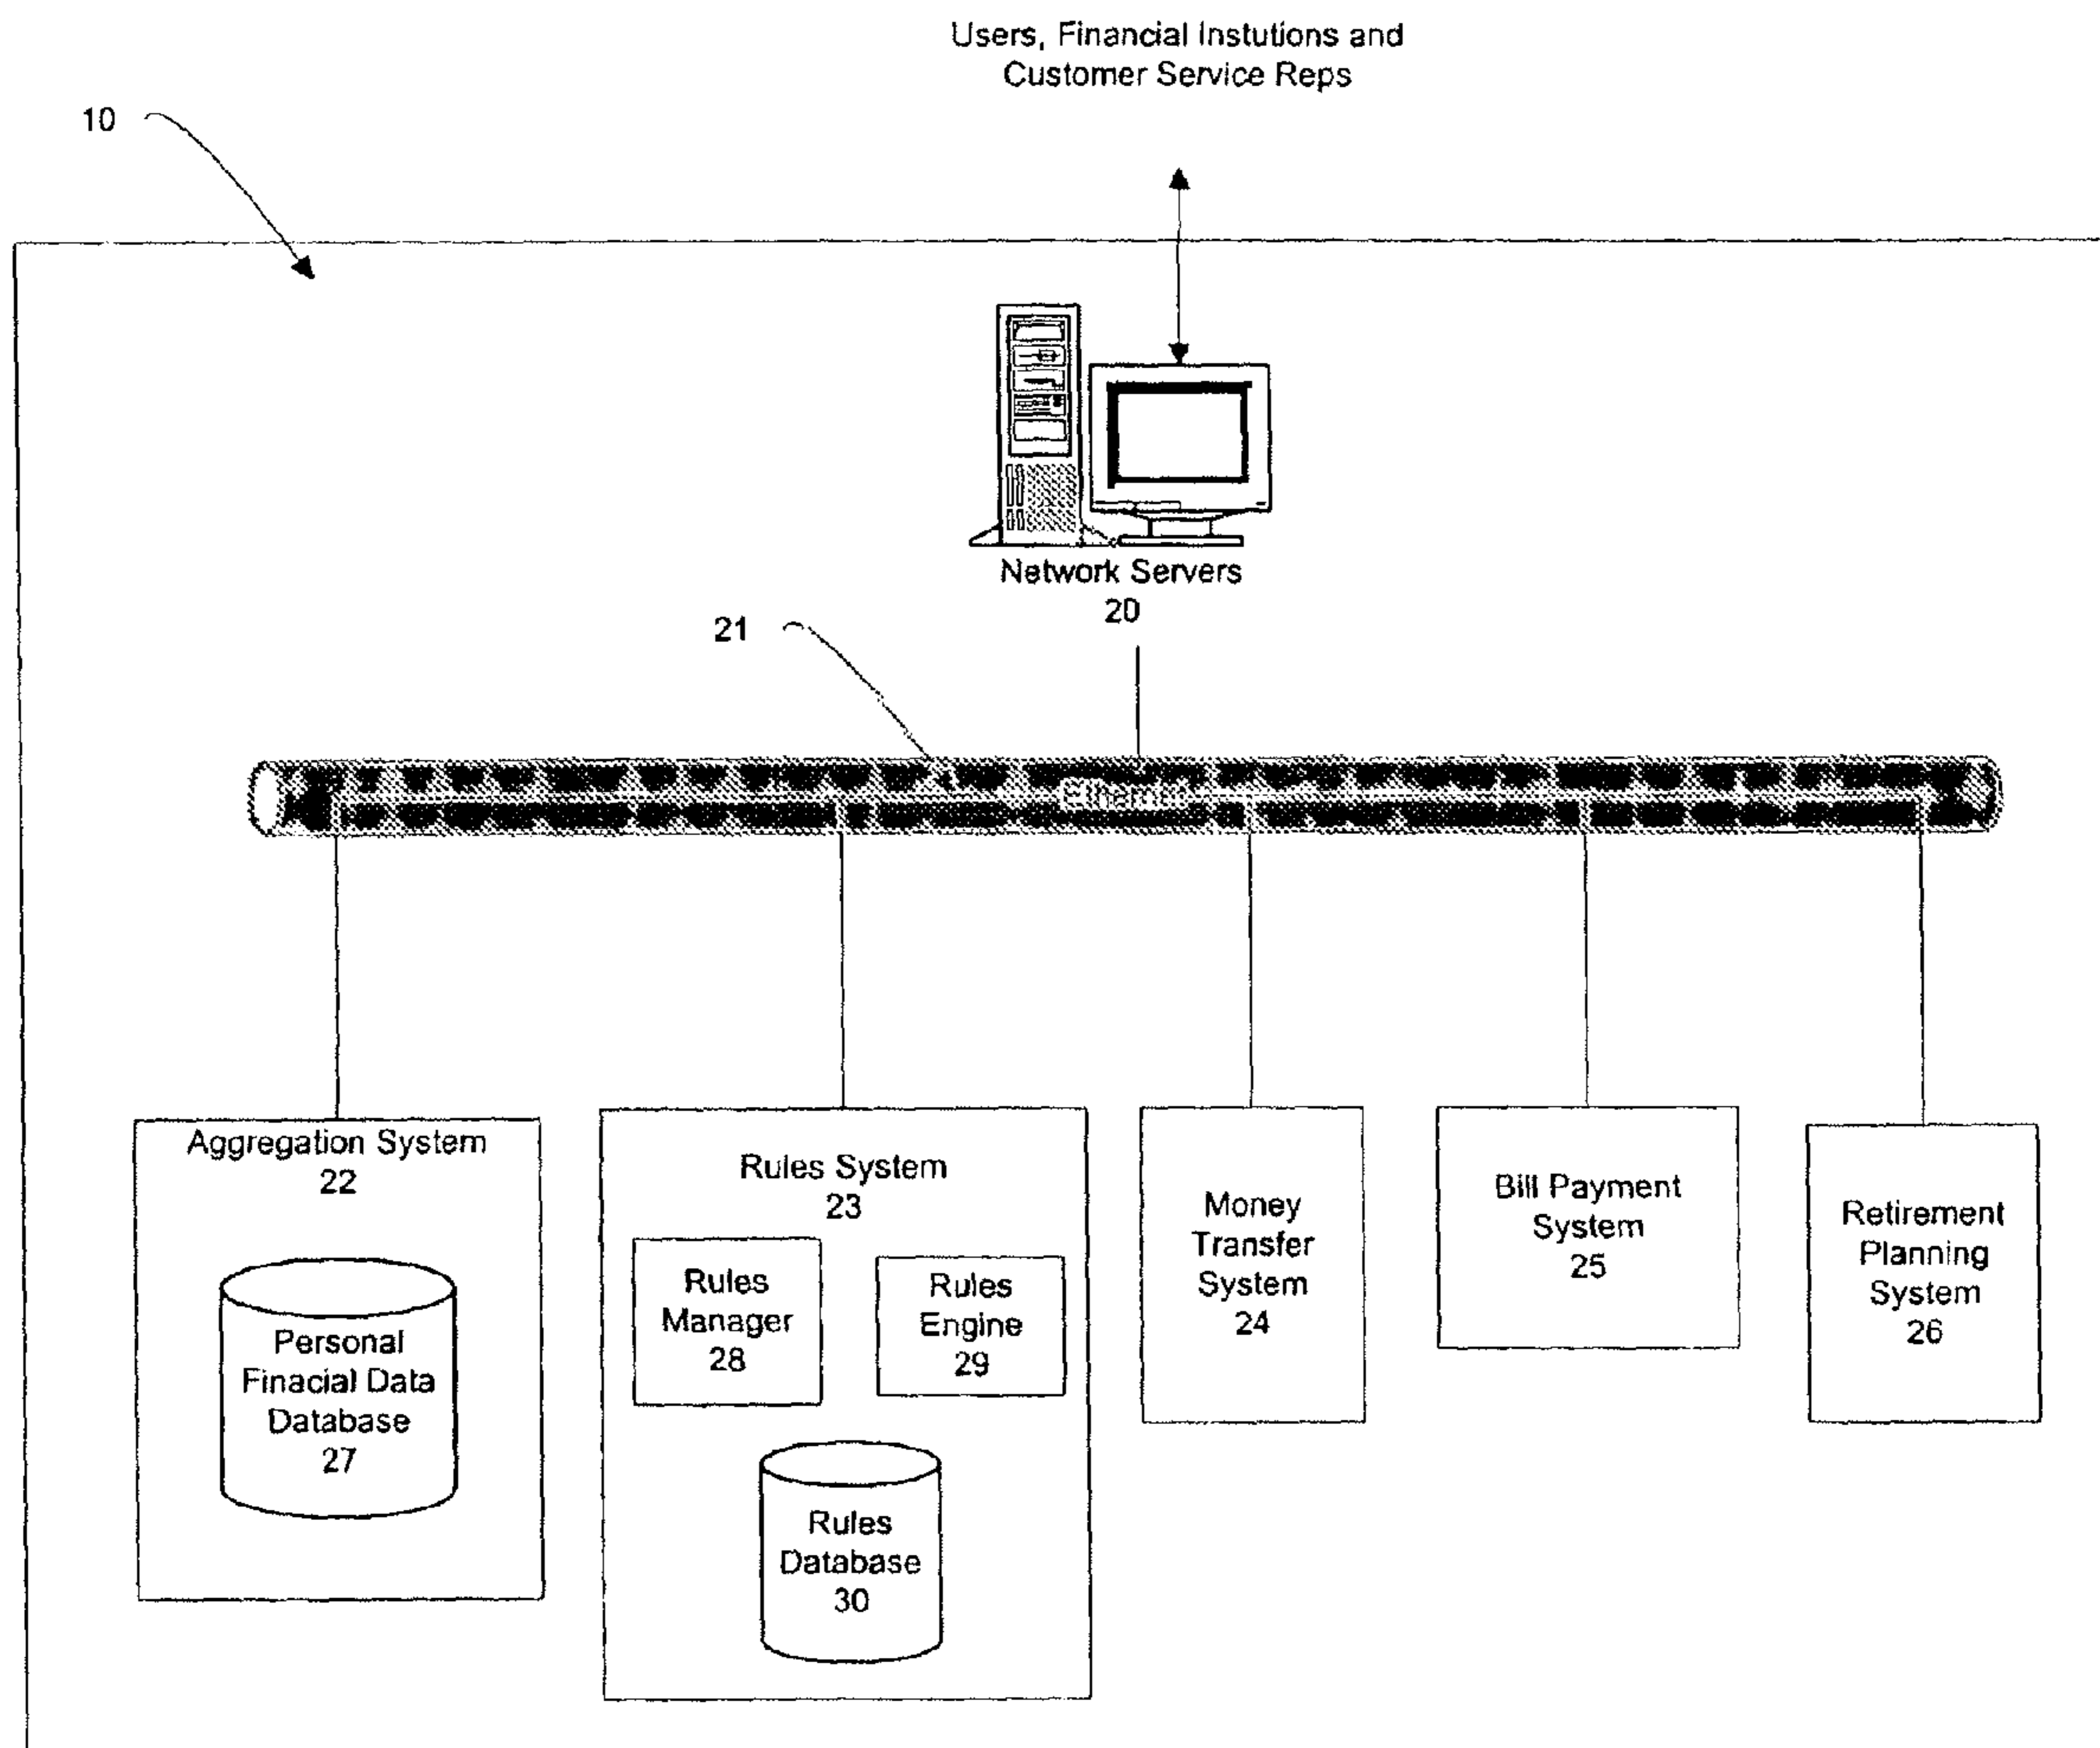 Users, Financial Instutions and
Customer Service Reps
10
Network Servers
20
21
Ethernet
Aggregation System
22
Personal
Finacial Data
Database
27
Rules System
23
Rules
Manager
28
Rules
Engine
29
Rules
Database
30
Money
Transfer
System
24
Bill Payment
System
25
Retirement
Planning
System
26